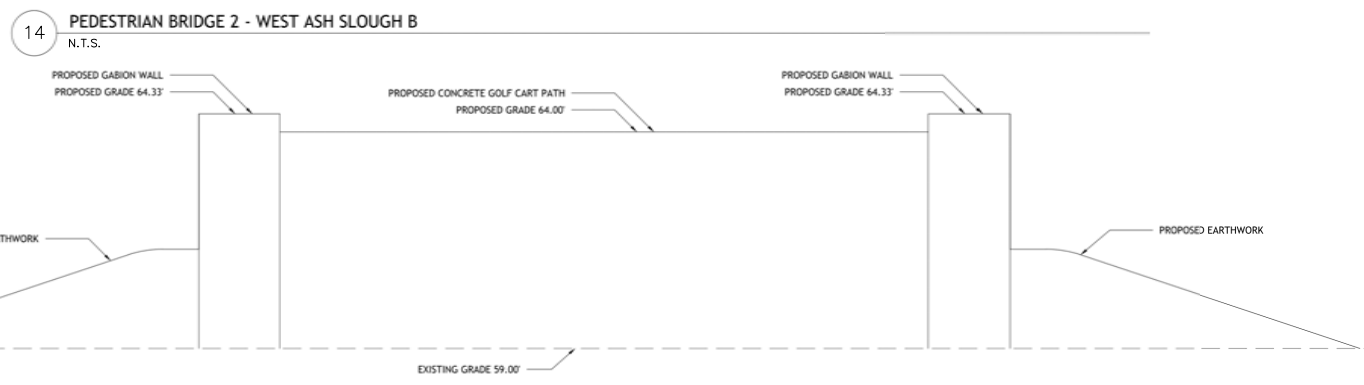 14
PEDESTRIAN BRIDGE 2 - WEST ASH SLOUGH B
N.T.S.
PROPOSED GABION WALL
PROPOSED GRADE 64.33'
PROPOSED CONCRETE GOLF CART PATH
PROPOSED GRADE 64.00'
PROPOSED GABION WALL
PROPOSED GRADE 64.33'
THWORK
PROPOSED EARTHWORK
EXISTING GRADE 59.00'